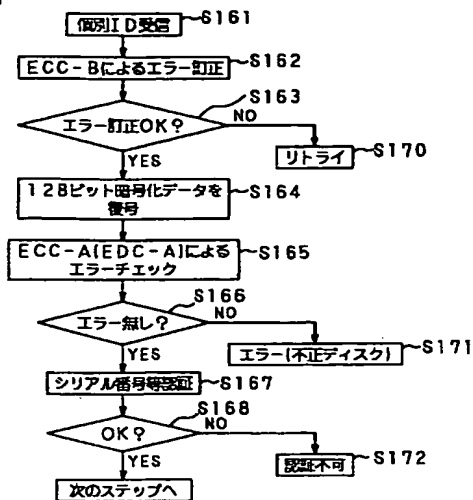 個別ID受信
S161
ECC-Bによるエラー訂正
S162
エラー訂正OK?
S163
NO
リトライ
S170
YES
128ビット暗号化データを
復号
S164
ECC-A(EDC-A)による
エラーチェック
S165
エラー無し?
S166
NO
エラー(不正ディスク)
S171
YES
シリアル番号等認証
S167
OK?
S168
NO
認証不可
S172
YES
次のステップへ